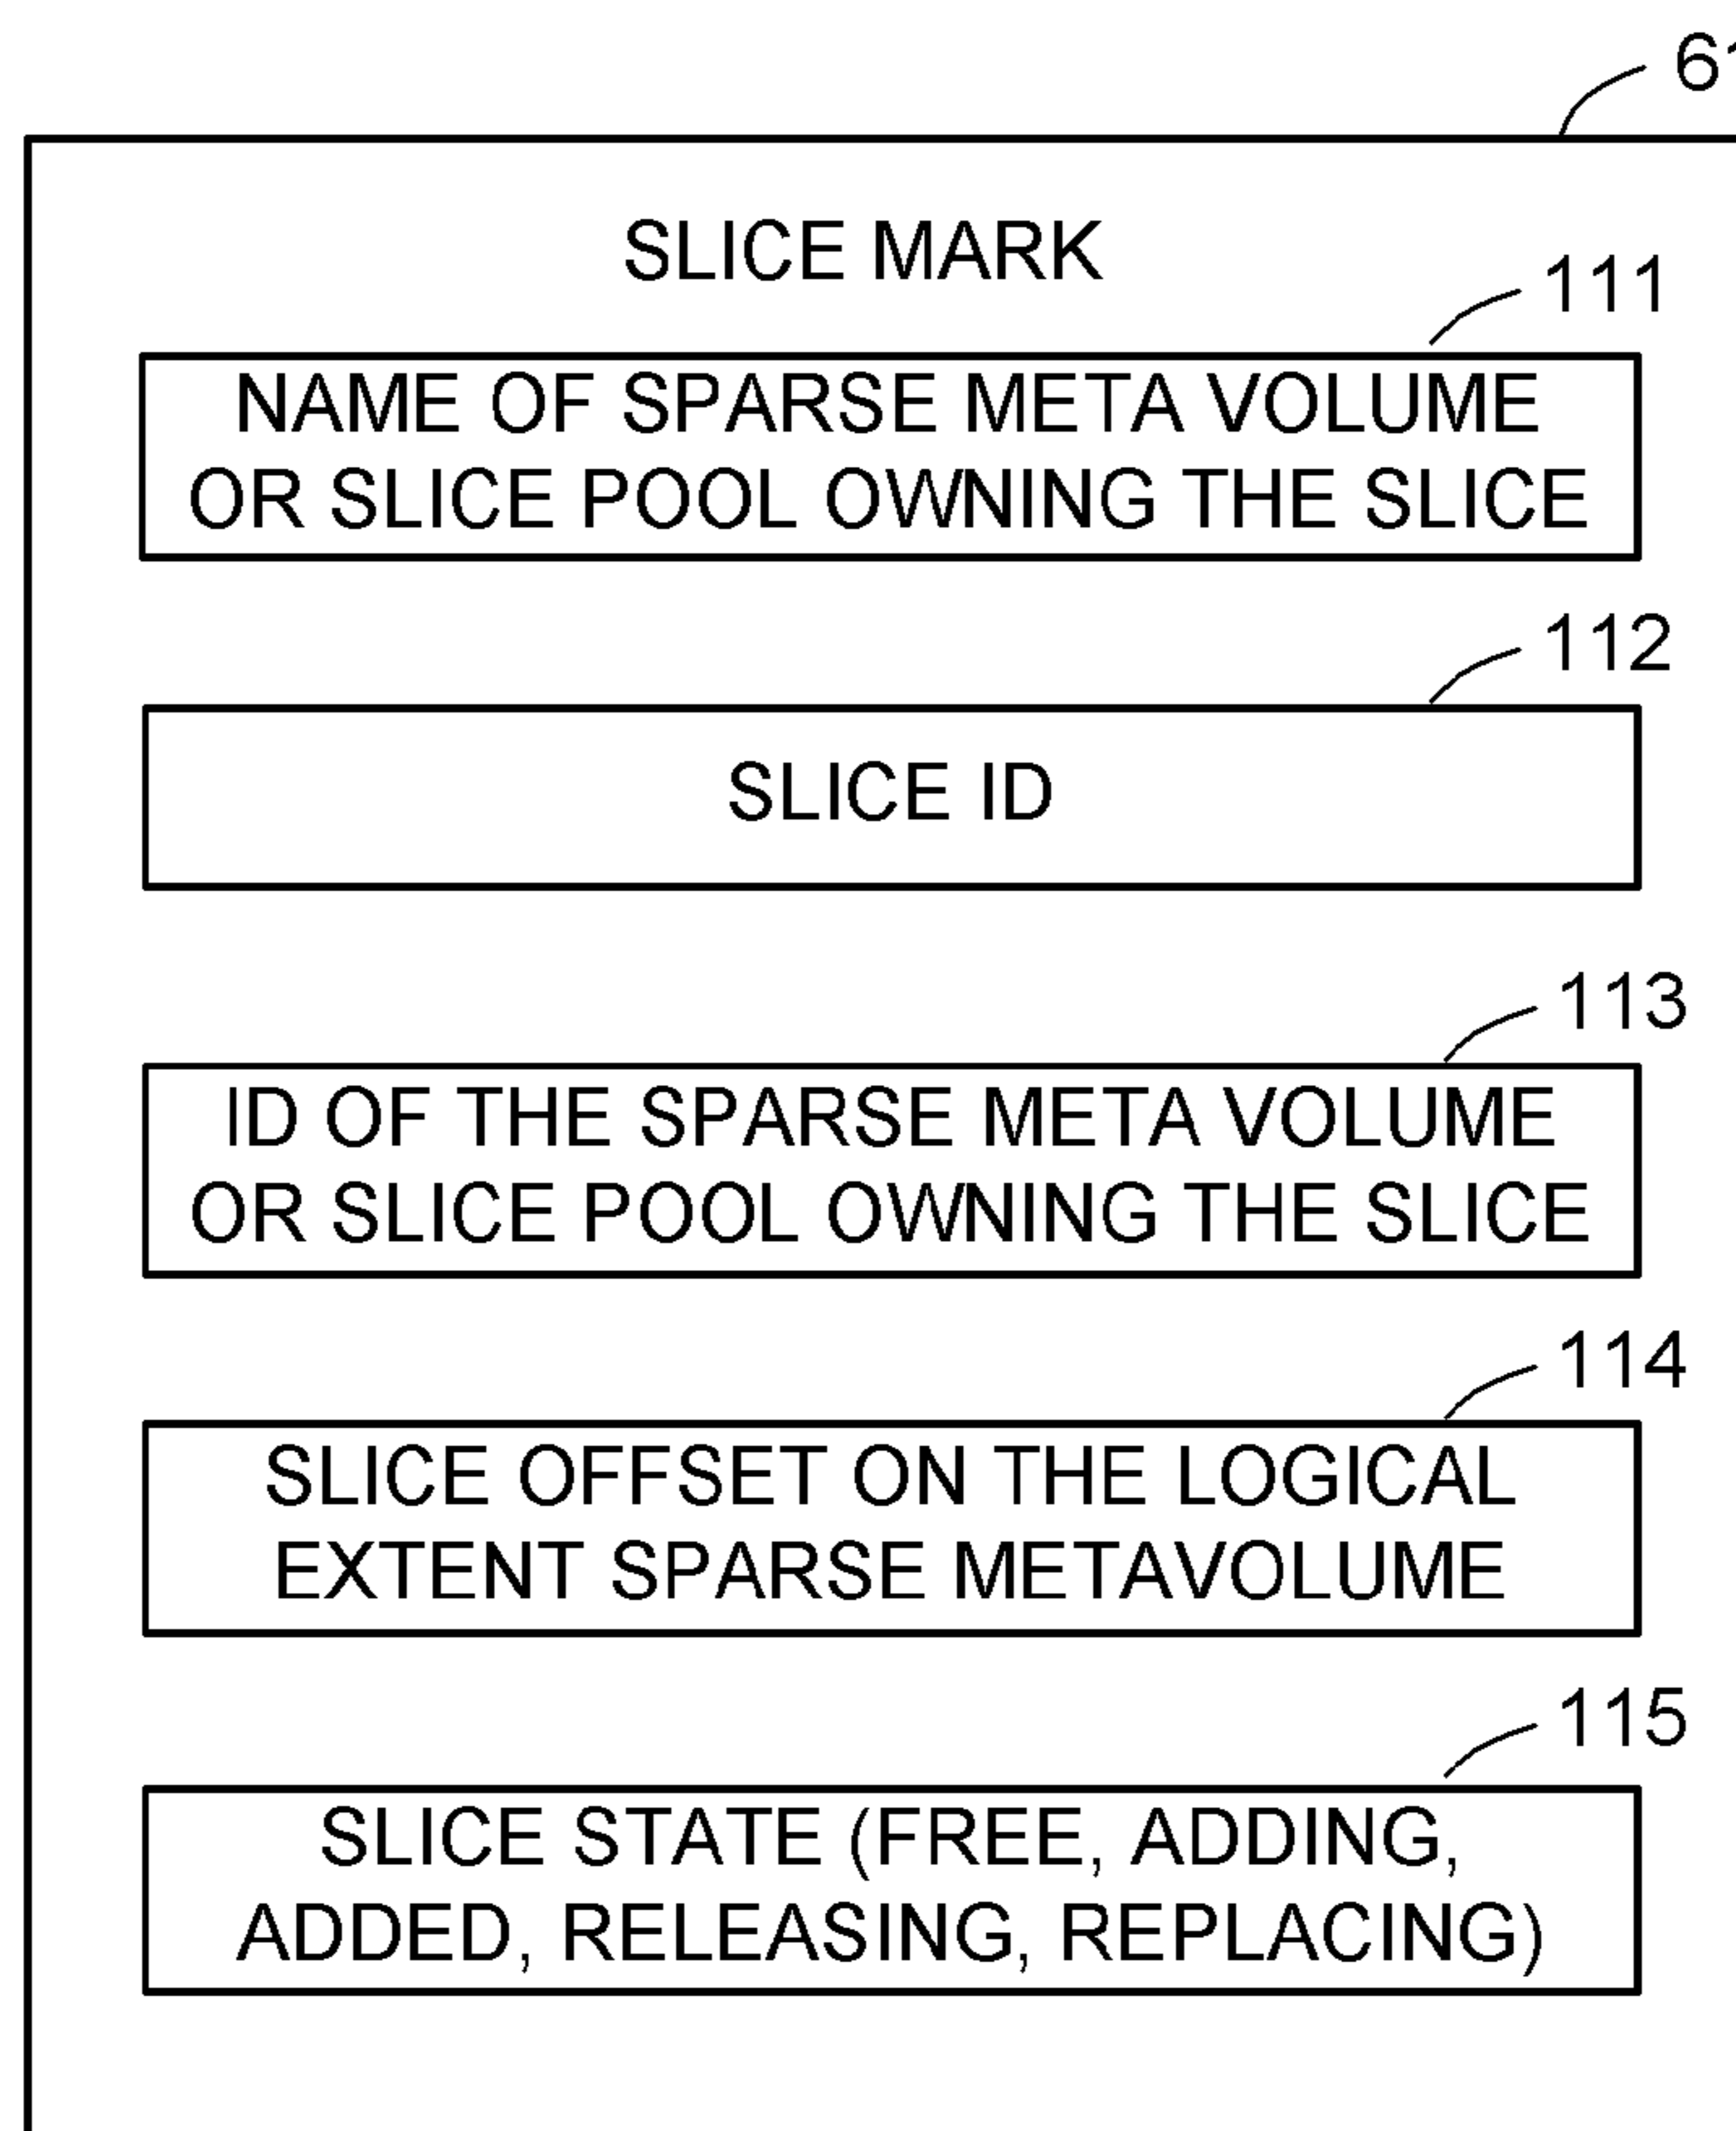 61
SLICE MARK
111
NAME OF SPARSE META VOLUME
OR SLICE POOL OWNING THE SLICE
112
SLICE ID
113
ID OF THE SPARSE META VOLUME
OR SLICE POOL OWNING THE SLICE
114
SLICE OFFSET ON THE LOGICAL
EXTENT SPARSE METAVOLUME
115
SLICE STATE (FREE, ADDING,
ADDED, RELEASING, REPLACING)